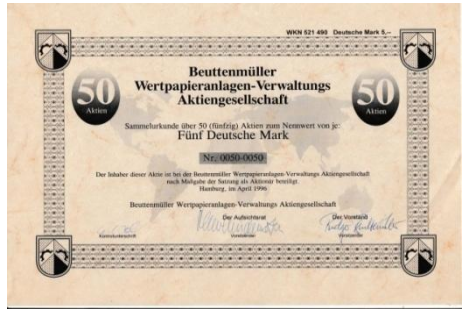 WKN 521 490 Deutsche Mark 5,–
Beuttenmüller
Wertpapieranlagen-Verwaltungs
Aktiengesellschaft
50
Aktien
50
Aktien
Sammelurkunde über 50 (fünfzig) Aktien zum Nennwert von je:
Fünf Deutsche Mark
Nr. 0050-0050
Der Inhaber dieser Aktie ist bei der Beuttenmüller Wertpapieranlagen-Verwaltungs Aktiengesellschaft
nach Maßgabe der Satzung als Aktionär beteiligt.
Hamburg, im April 1996
Beuttenmüller Wertpapieranlagen-Verwaltungs Aktiengesellschaft
Der Aufsichtsrat
Der Vorstand
Kontrollunterschrift
Vorsitzender
Vorsitzender